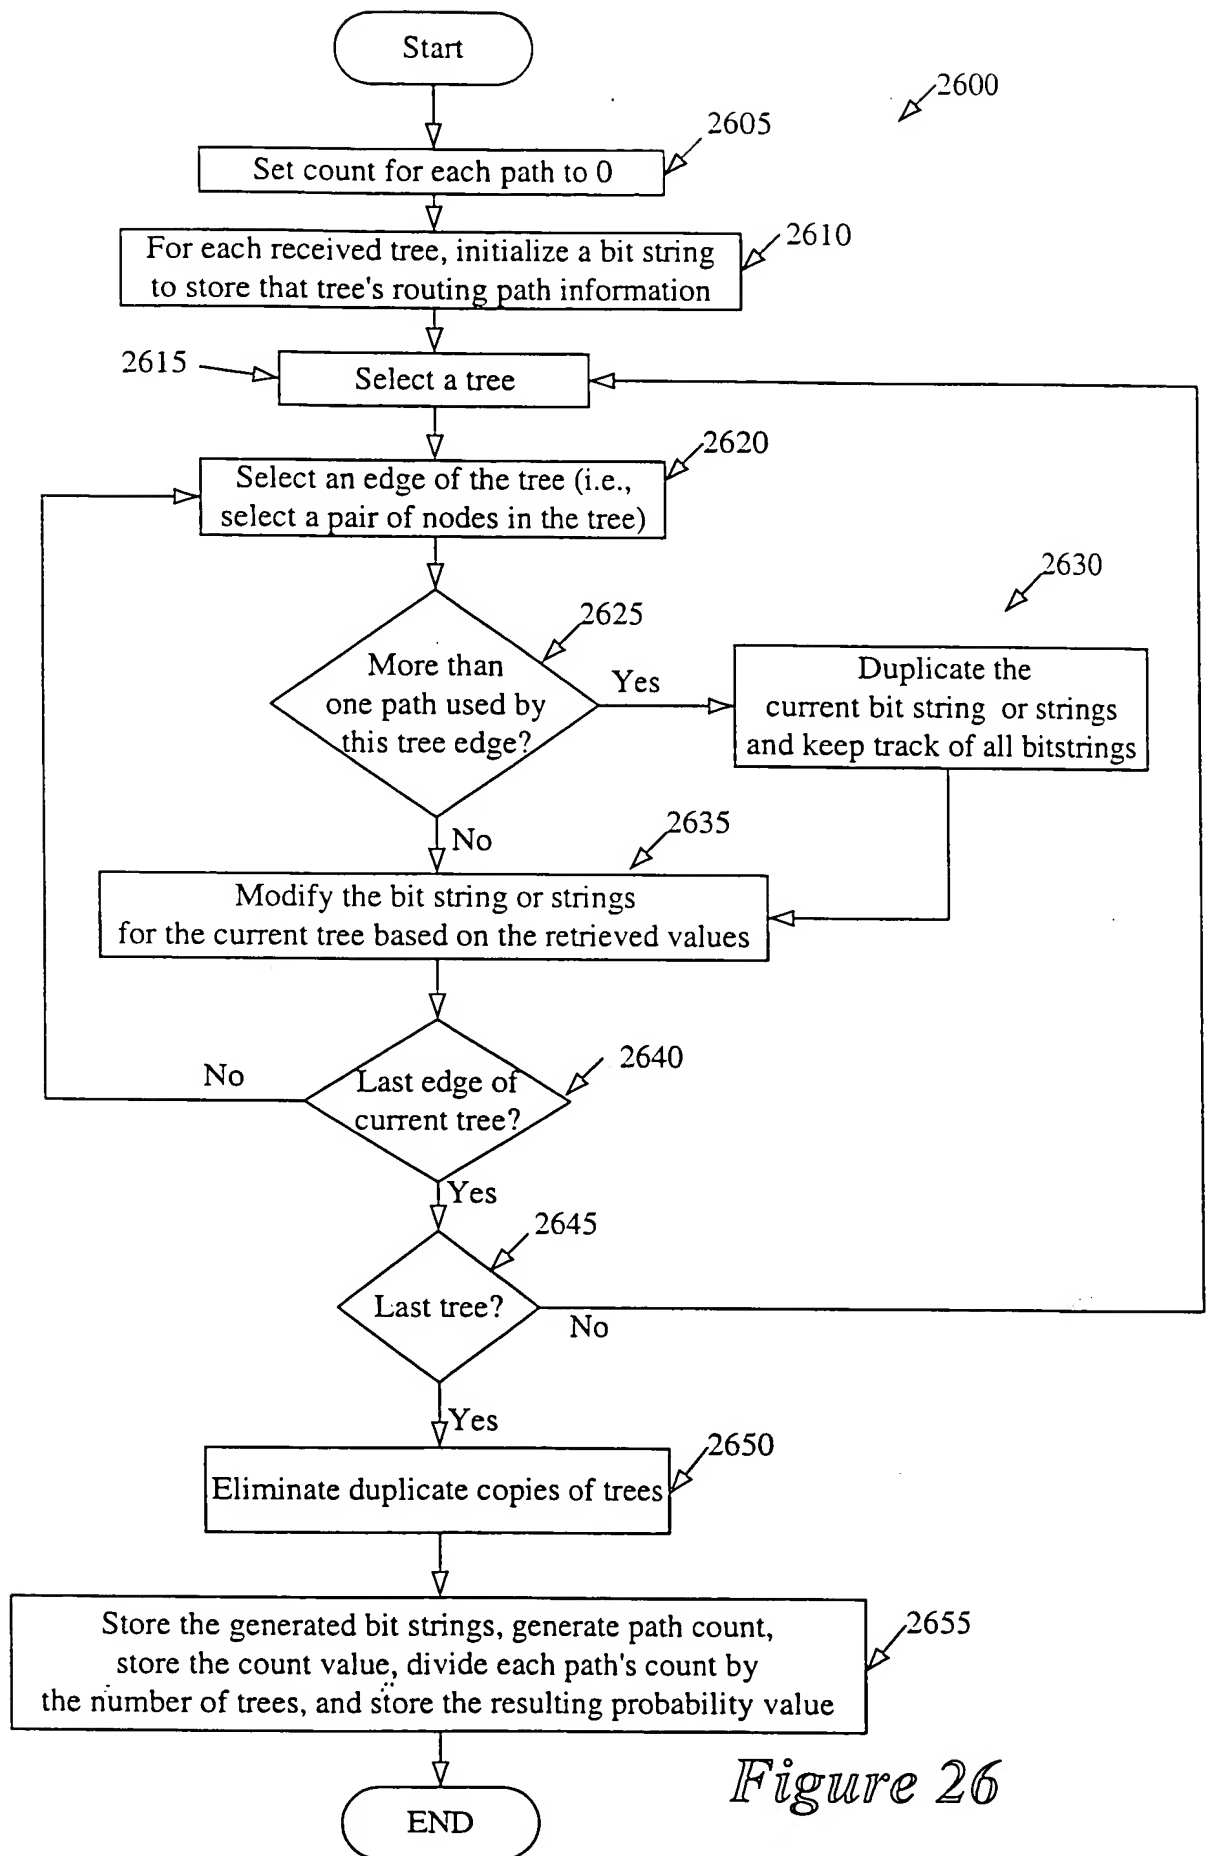 Start
2600
2605
Set count for each path to 0
2610
For each received tree, initialize a bit string
to store that tree's routing path information
2615
Select a tree
2620
Select an edge of the tree (i.e.,
select a pair of nodes in the tree)
2630
2625
More than
one path used by
this tree edge?
Yes
Duplicate the
current bit string or strings
and keep track of all bitstrings
No
2635
Modify the bit string or strings
for the current tree based on the retrieved values
2640
No
Last edge of
current tree?
Yes
2645
Last tree?
No
Yes
2650
Eliminate duplicate copies of trees
2655
Store the generated bit strings, generate path count,
store the count value, divide each path's count by
the number of trees, and store the resulting probability value
END
Figure 26